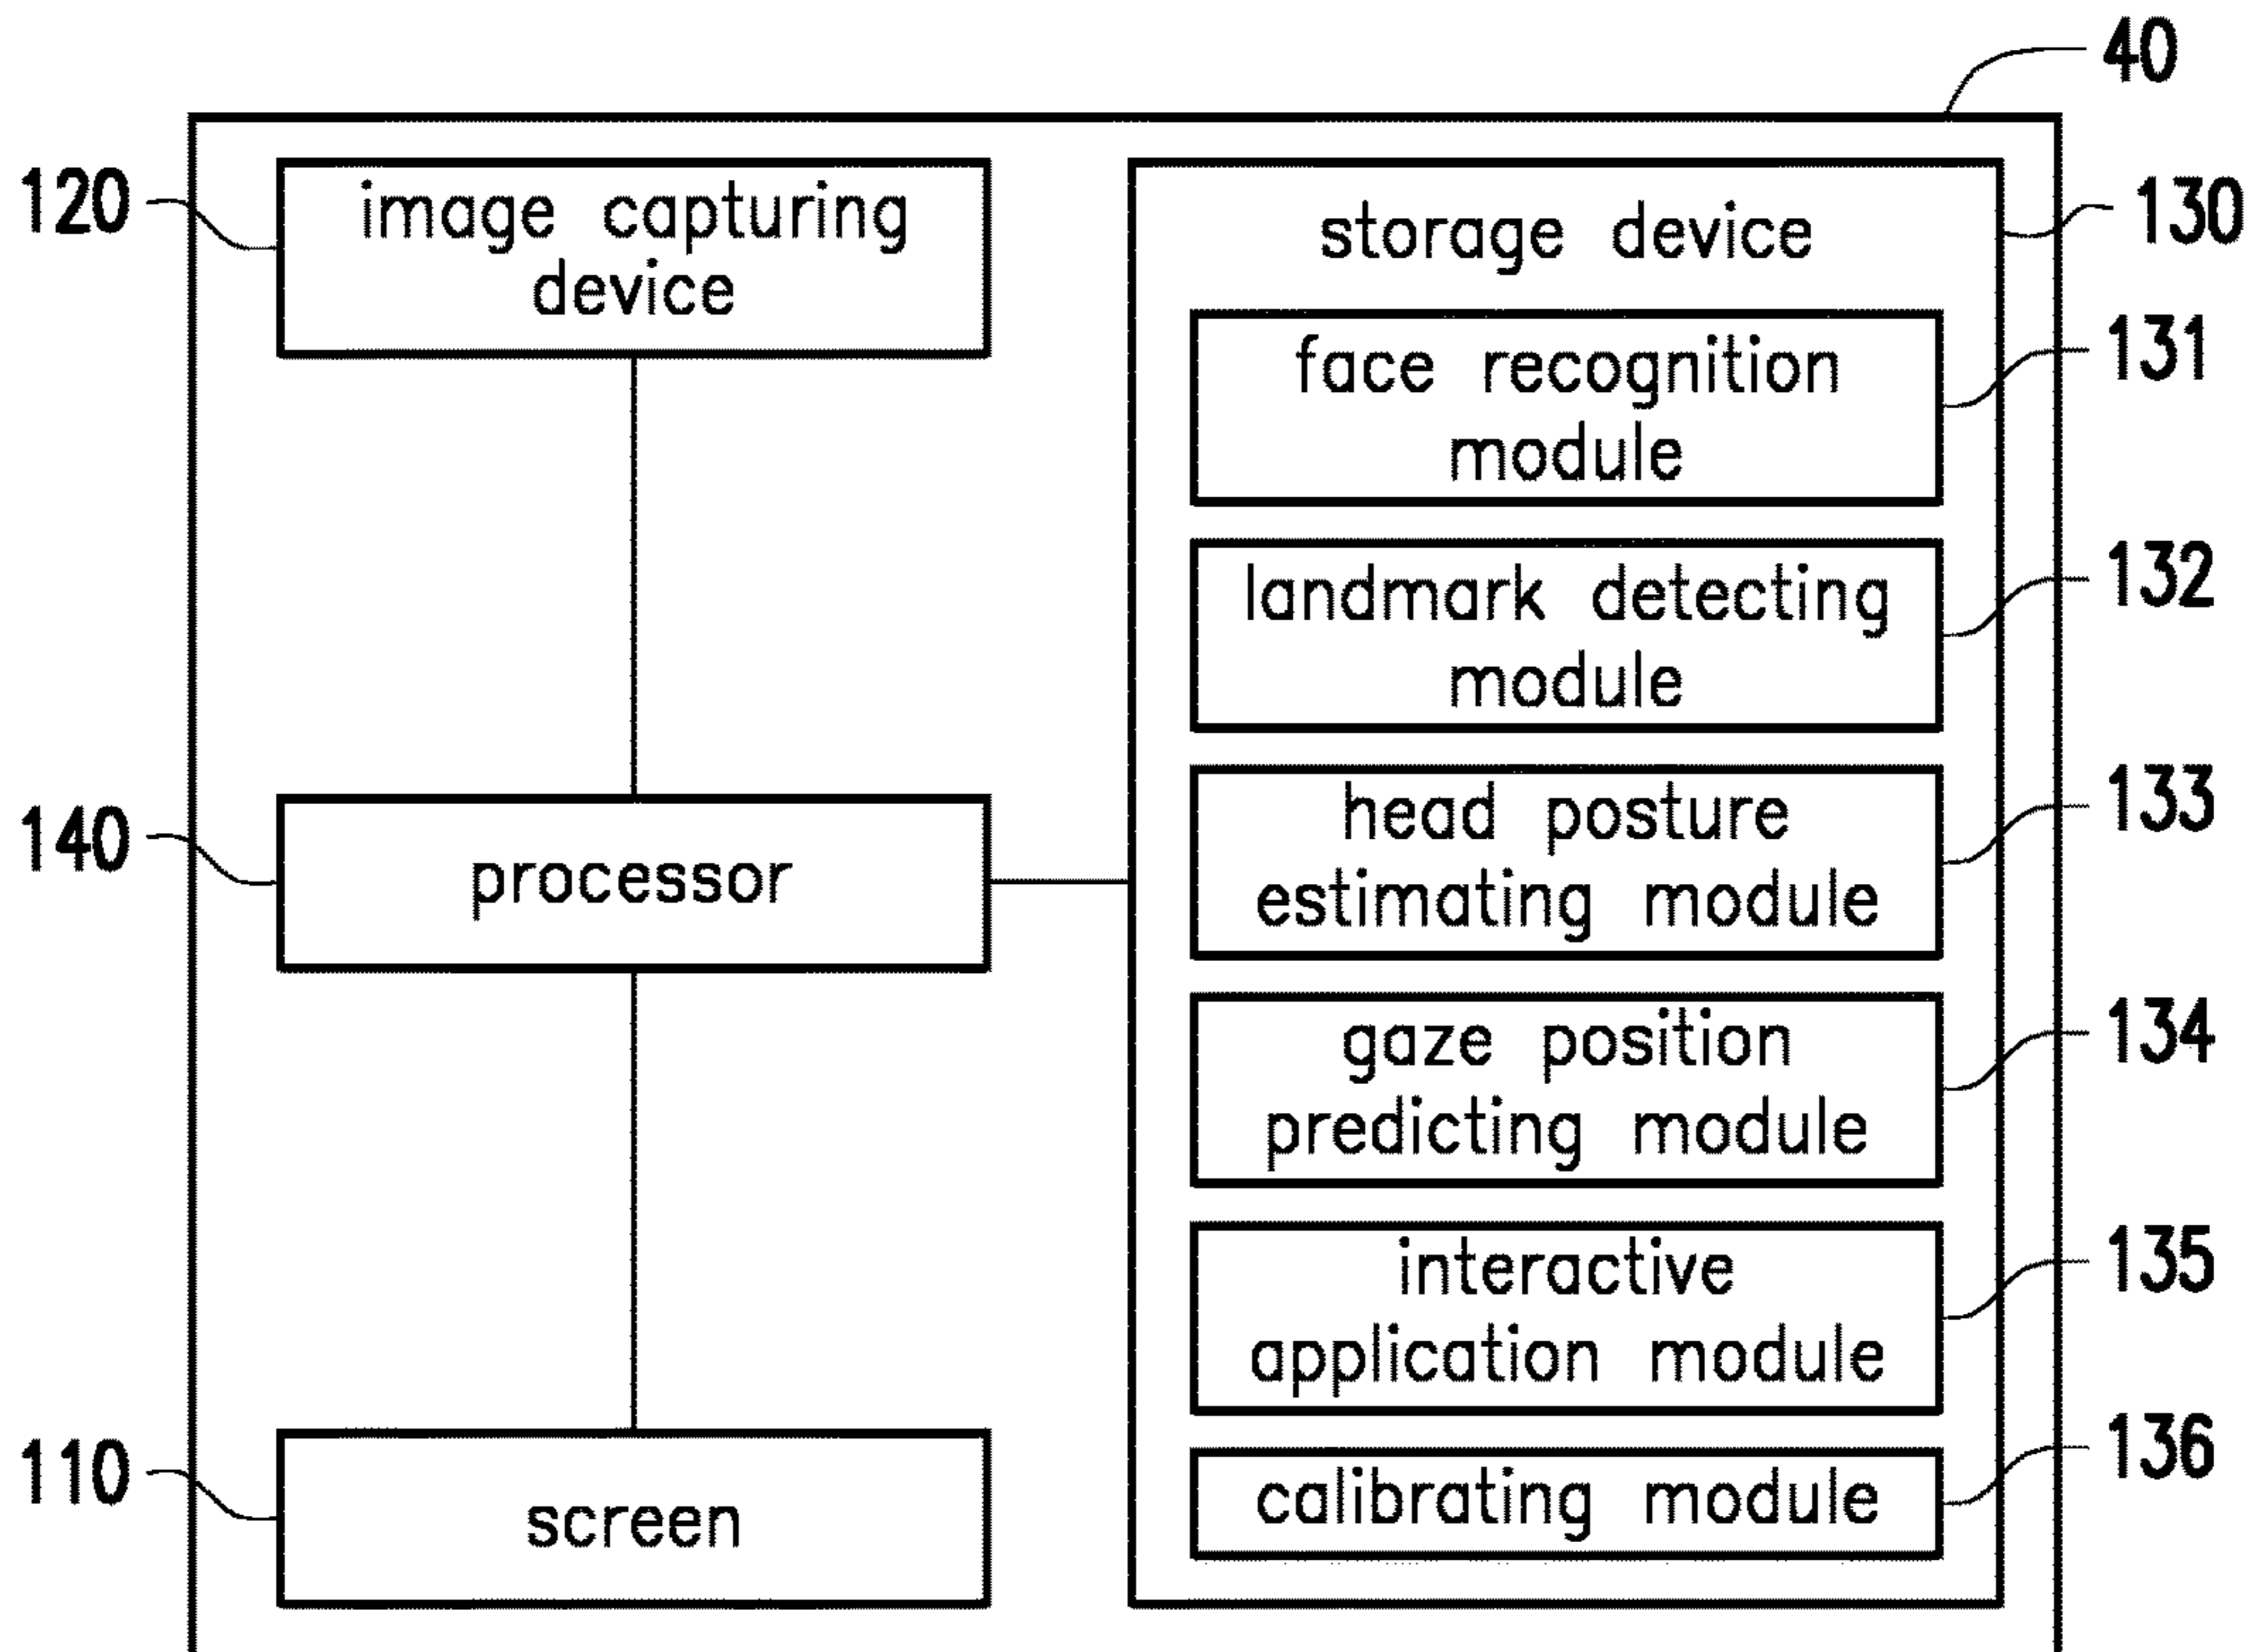 40
120
image capturing
device
storage device
130
face recognition
module
131
landmark detecting
module
132
140
processor
head posture
estimating module
133
gaze position
predicting module
134
interactive
application module
135
110
screen
calibrating module
136